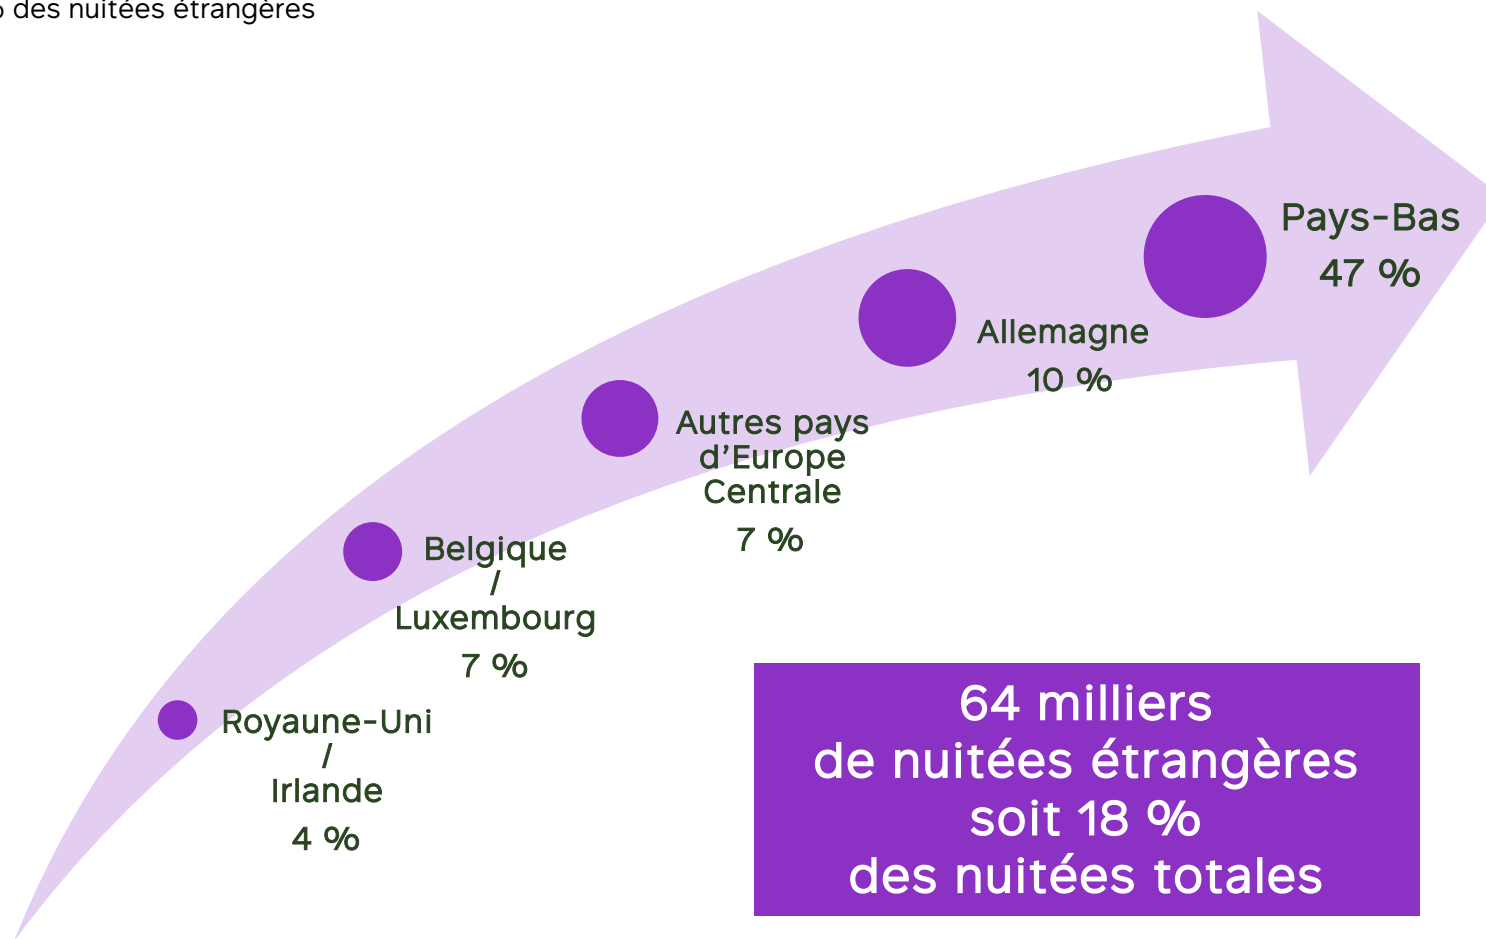 % des nuitées étrangères
Pays-Bas
47 %
Allemagne
10 %
Autres pays
d’Europe
Centrale
7 %
Belgique
/
Luxembourg
7 %
Royaune-Uni
/
Irlande
4 %
64 milliers
de nuitées étrangères
soit 18 %
des nuitées totales